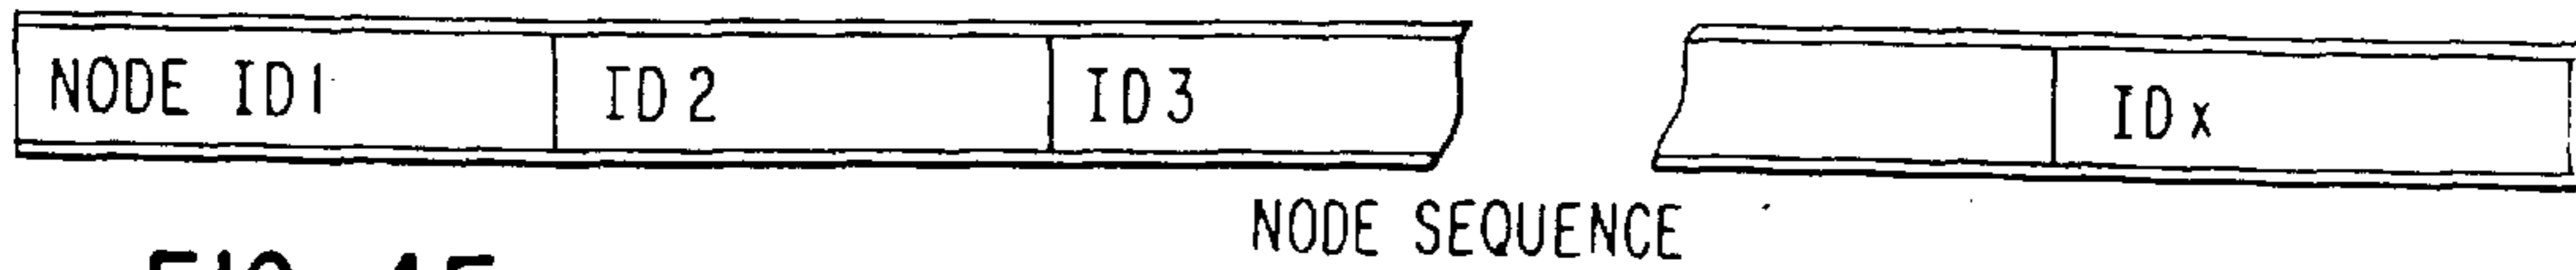 NODE ID1 ID2 ID3 IDx
NODE SEQUENCE